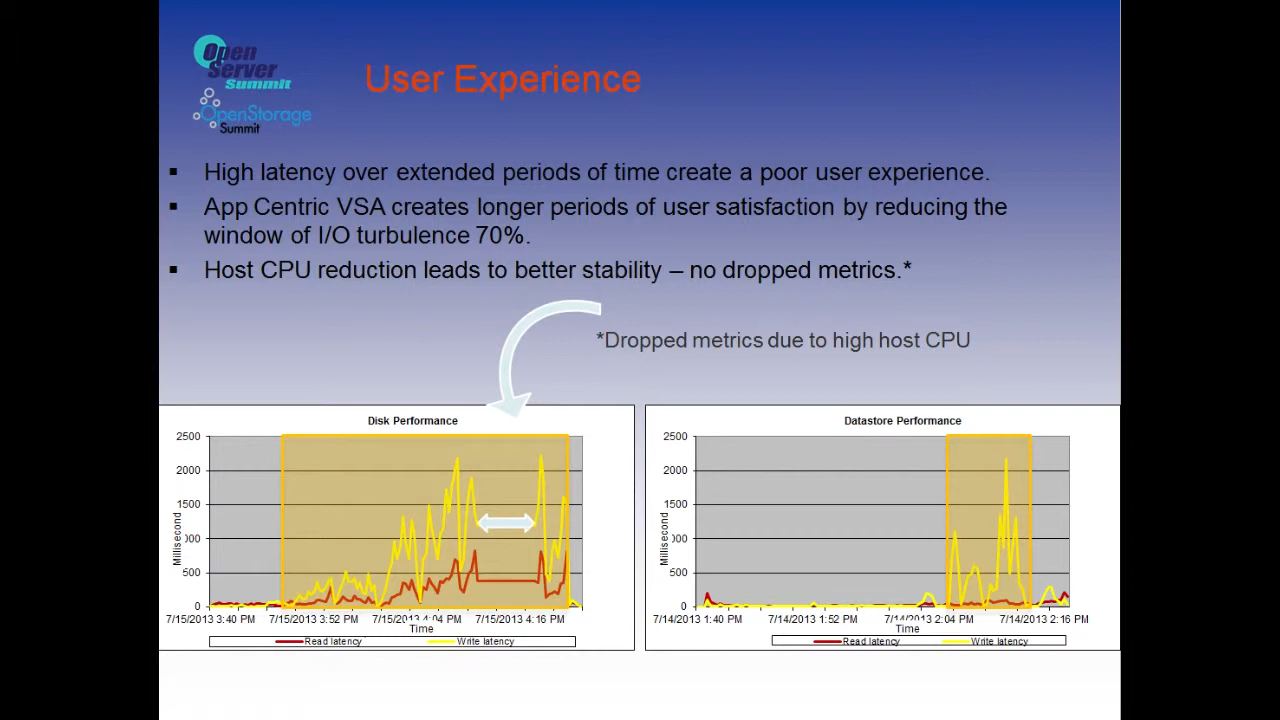 Open
Server
Summit
OpenStorage
Summit
User Experience
▪ High latency over extended periods of time create a poor user experience.
▪ App Centric VSA creates longer periods of user satisfaction by reducing the
window of I/O turbulence 70%.
▪ Host CPU reduction leads to better stability – no dropped metrics.*
*Dropped metrics due to high host CPU
Disk Performance
2500
2000
1500
1000
500
0
Millisecond
7/15/2013 3:40 PM 7/15/2013 3:52 PM 7/15/2013 4:04 PM 7/15/2013 4:16 PM
Time
Read latency Write latency
Datastore Performance
2500
2000
1500
1000
500
0
Millisecond
7/14/2013 1:40 PM 7/14/2013 1:52 PM 7/14/2013 2:04 PM 7/14/2013 2:16 PM
Time
Read latency Write latency